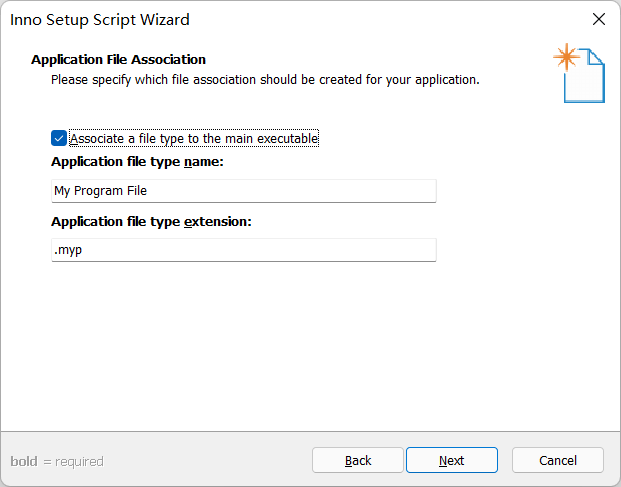 Inno Setup Script Wizard
Application File Association
Please specify which file association should be created for your application.
Associate a file type to the main executable
Application file type name:
My Program File
Application file type extension:
.myp
bold = required
Back
Next
Cancel